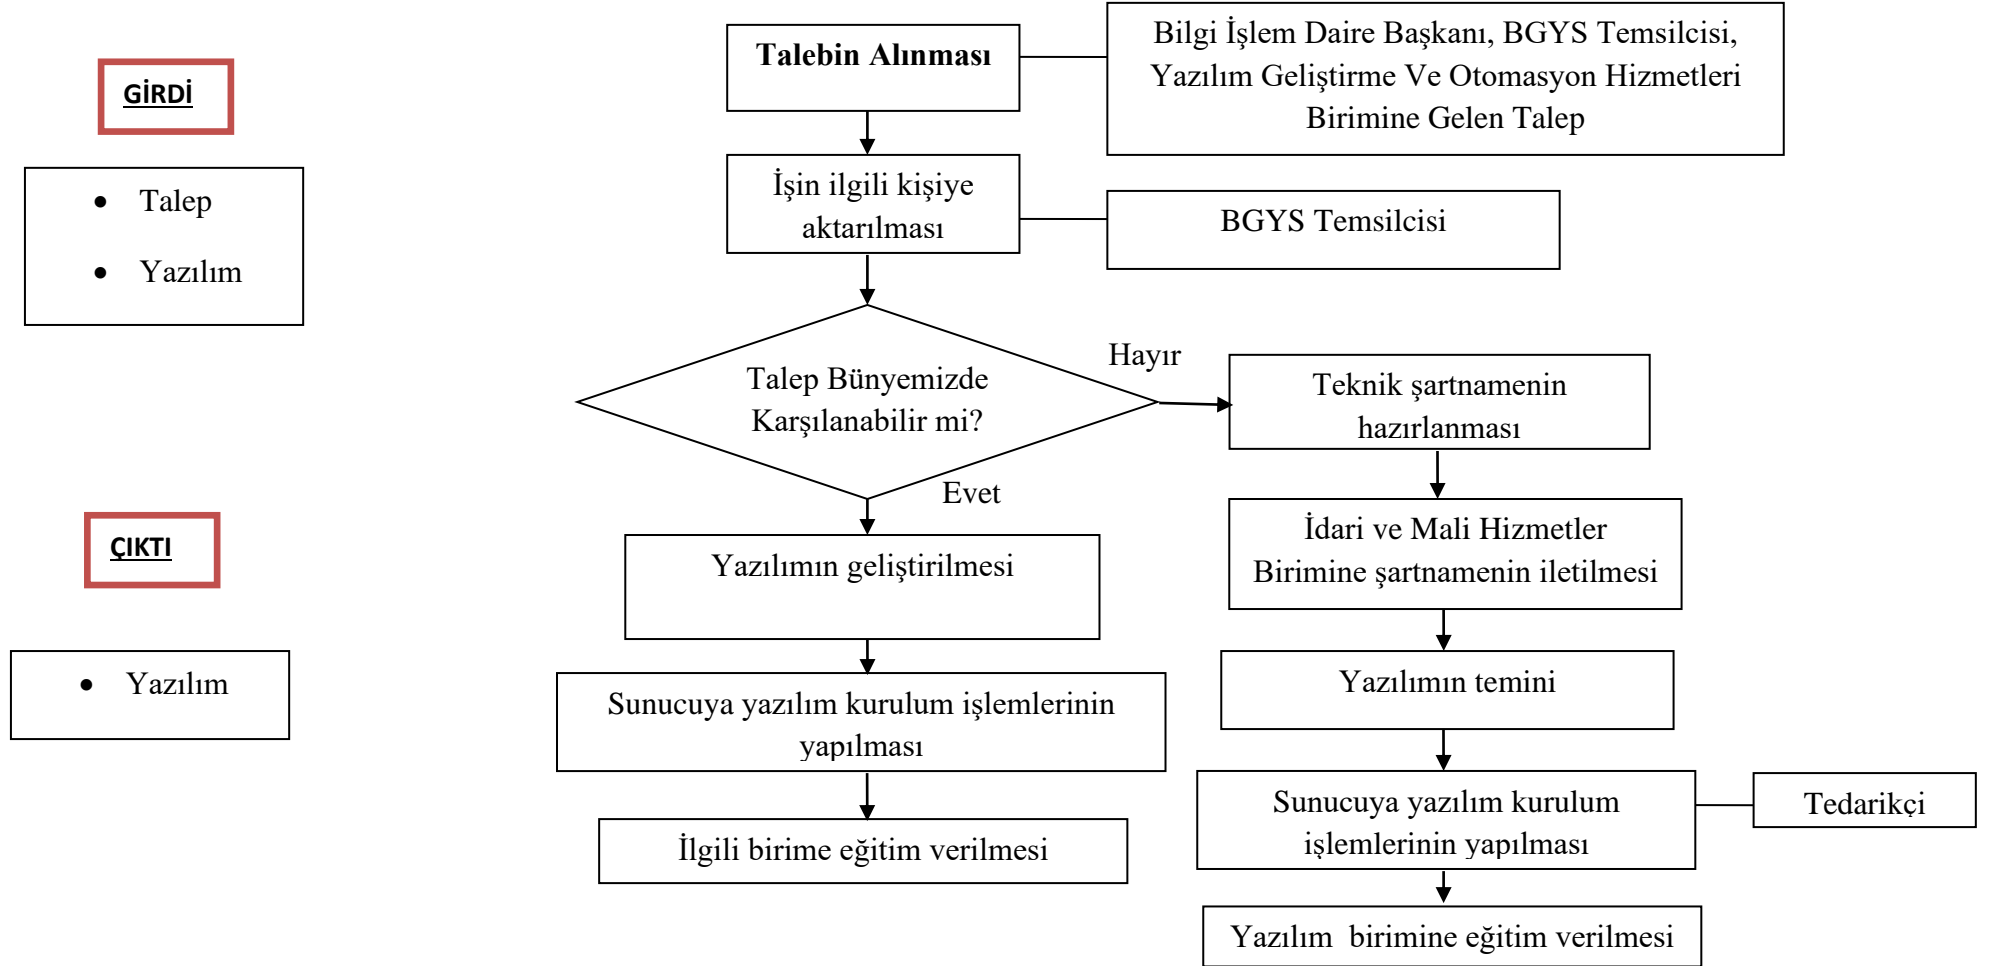 GİRDİ
• Talep
• Yazılım
ÇIKTI
• Yazılım
Talebin Alınması
Bilgi İşlem Daire Başkanı, BGYS Temsilcisi,
Yazılım Geliştirme Ve Otomasyon Hizmetleri
Birimine Gelen Talep
İşin ilgili kişiye
aktarılması
BGYS Temsilcisi
Talep Bünyemizde
Karşılanabilir mi?
Hayır
Evet
Yazılımın geliştirilmesi
Sunucuya yazılım kurulum işlemlerinin
yapılması
İlgili birime eğitim verilmesi
Teknik şartnamenin
hazırlanması
İdari ve Mali Hizmetler
Birimine şartnamenin iletilmesi
Yazılımın temini
Sunucuya yazılım kurulum
işlemlerinin yapılması
Tedarikçi
Yazılım  birimine eğitim verilmesi